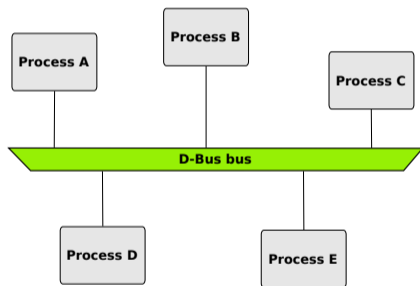 Process A
Process B
Process C
D-Bus bus
Process D
Process E